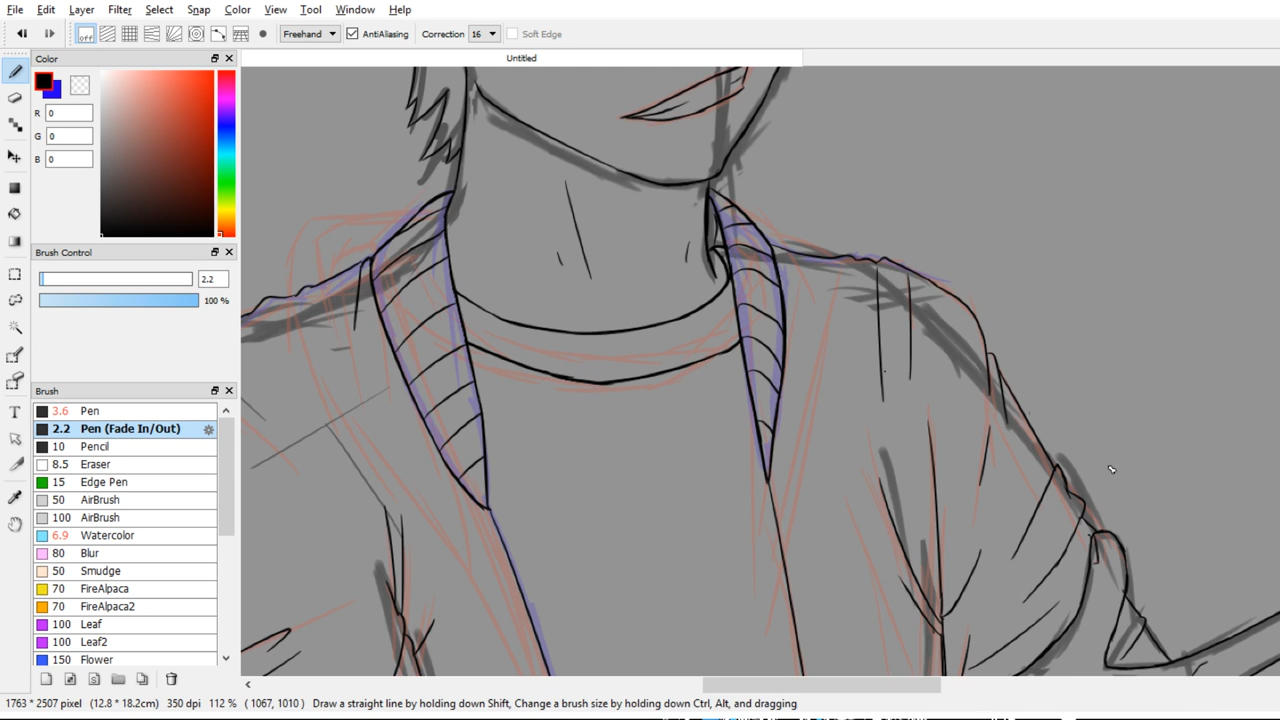 File Edit Layer Filter Select Snap Color View Tool Window Help
off Freehand AntiAliasing Correction 16 Soft Edge
Color
Untitled
R 0
G 0
B 0
Brush Control
2.2
100 %
Brush
3.6 Pen
2.2 Pen (Fade In/Out)
10 Pencil
8.5 Eraser
15 Edge Pen
50 AirBrush
100 AirBrush
6.9 Watercolor
80 Blur
50 Smudge
70 FireAlpaca
70 FireAlpaca2
100 Leaf
100 Leaf2
150 Flower
1763 * 2507 pixel (12.8 * 18.2cm) 350 dpi 112 % ( 1067, 1010 ) Draw a straight line by holding down Shift, Change a brush size by holding down Ctrl, Alt, and dragging